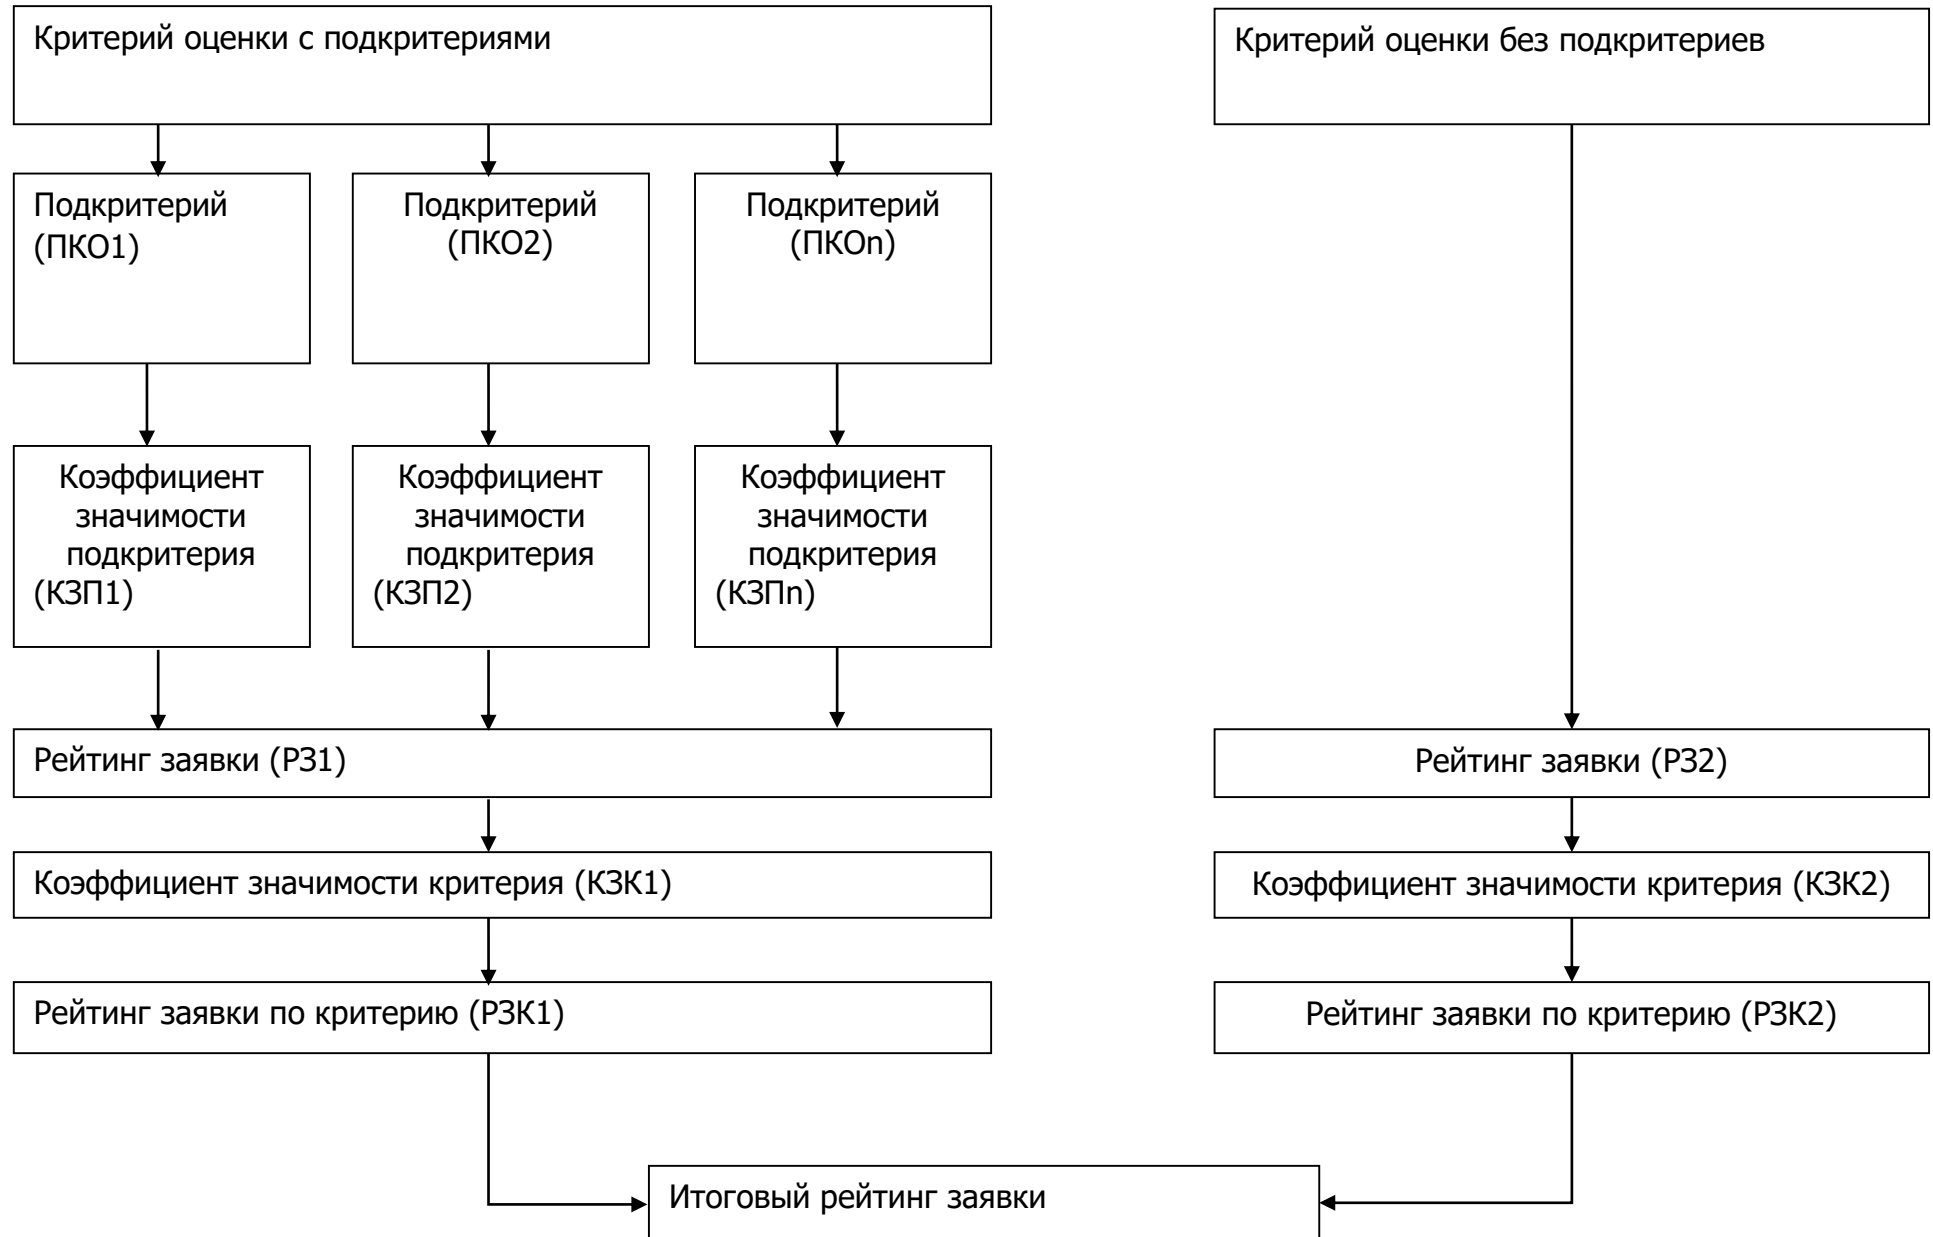 Критерий оценки с подкритериями
Критерий оценки без подкритериев
Подкритерий
(ПКО1)
Подкритерий
(ПКО2)
Подкритерий
(ПКОn)
Коэффициент
значимости
подкритерия
(КЗП1)
Коэффициент
значимости
подкритерия
(КЗП2)
Коэффициент
значимости
подкритерия
(КЗПn)
Рейтинг заявки (РЗ1)
Рейтинг заявки (РЗ2)
Коэффициент значимости критерия (КЗК1)
Коэффициент значимости критерия (КЗК2)
Рейтинг заявки по критерию (РЗК1)
Рейтинг заявки по критерию (РЗК2)
Итоговый рейтинг заявки